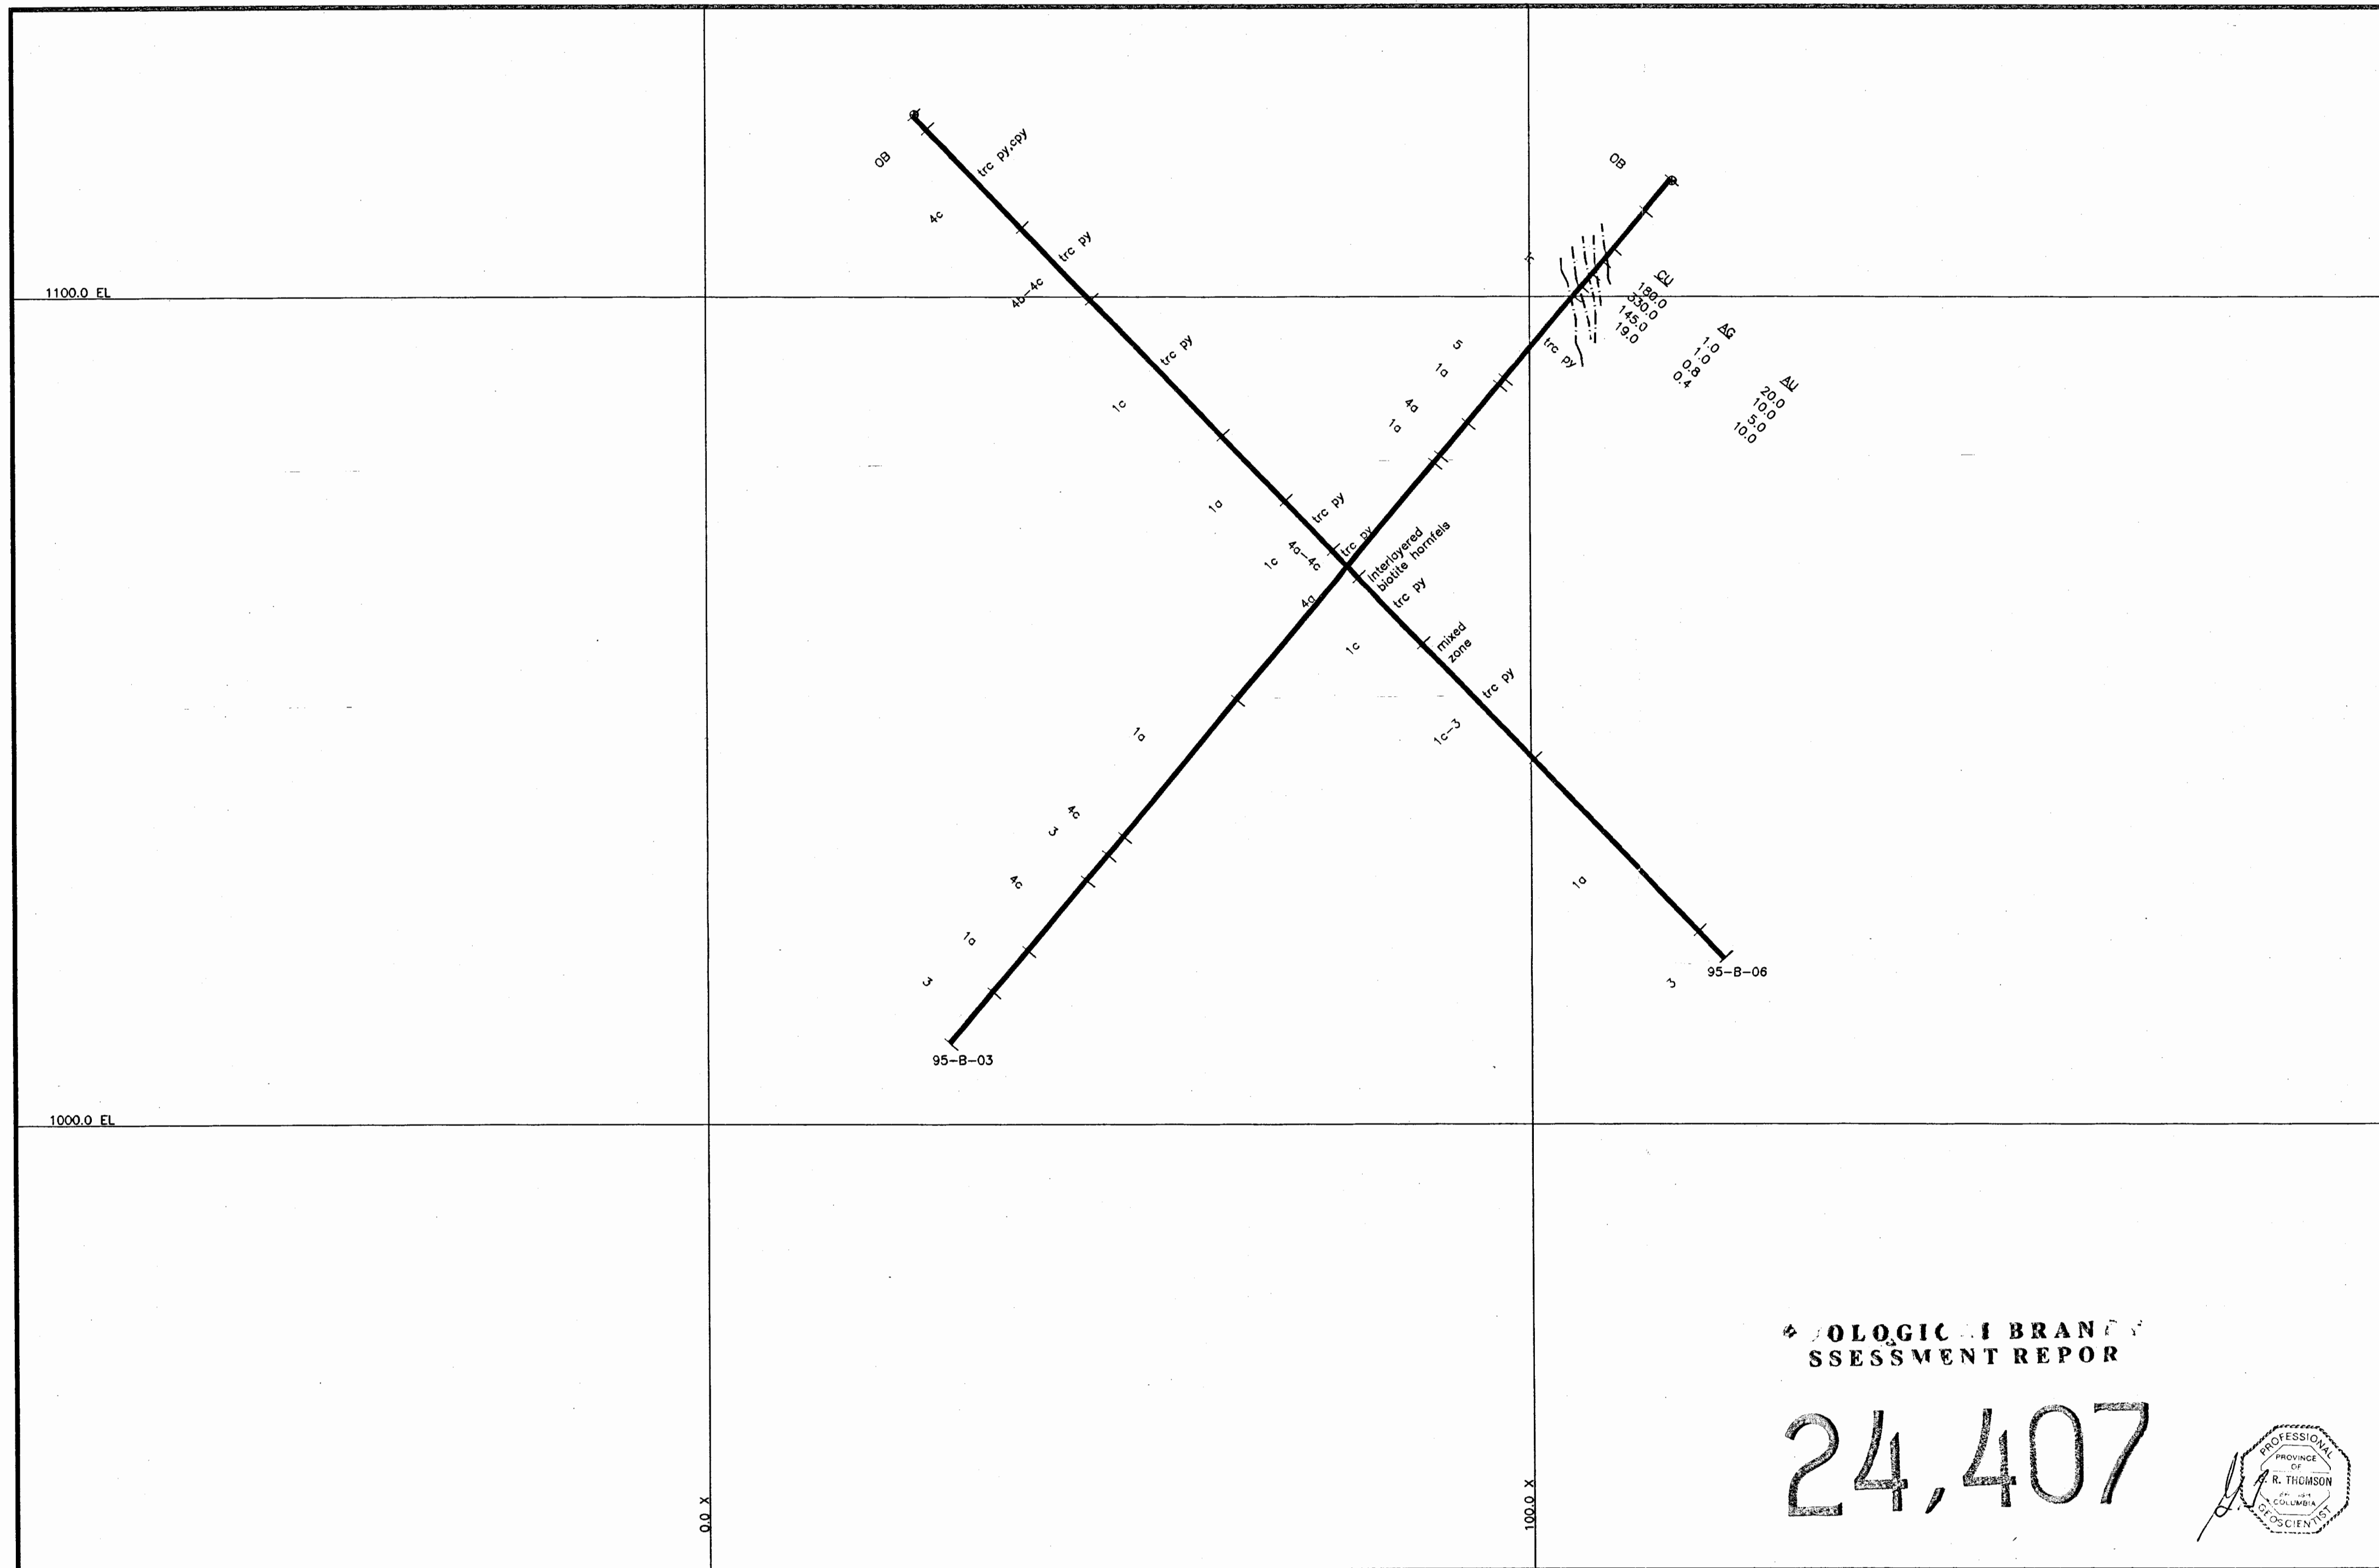 OB
trc py,cpy
4c
trc py
4b-4c
trc py
1c
1a
trc py
4a-4c
1c
trc py
interlayered
biotite hornfels
trc py
1c
mixed
zone
trc py
1c-3
1a
3
95-B-06
OB
CU
180.0
330.0
145.0
19.0
AG
1.0
1.0
0.8
0.4
AU
20.0
10.0
5.0
10.0
trc py
5
1a
4a
1a
4a
1a
4c
3
4c
1a
3
95-B-03
1100.0 EL
1000.0 EL
0.0 X
100.0 X
OLOGIC BRAN
SSESSMENT REPOR
24,407
PROFESSIONAL
PROVINCE
OF
R. THOMSON
COLUMBIA
GEOSCIENTIST